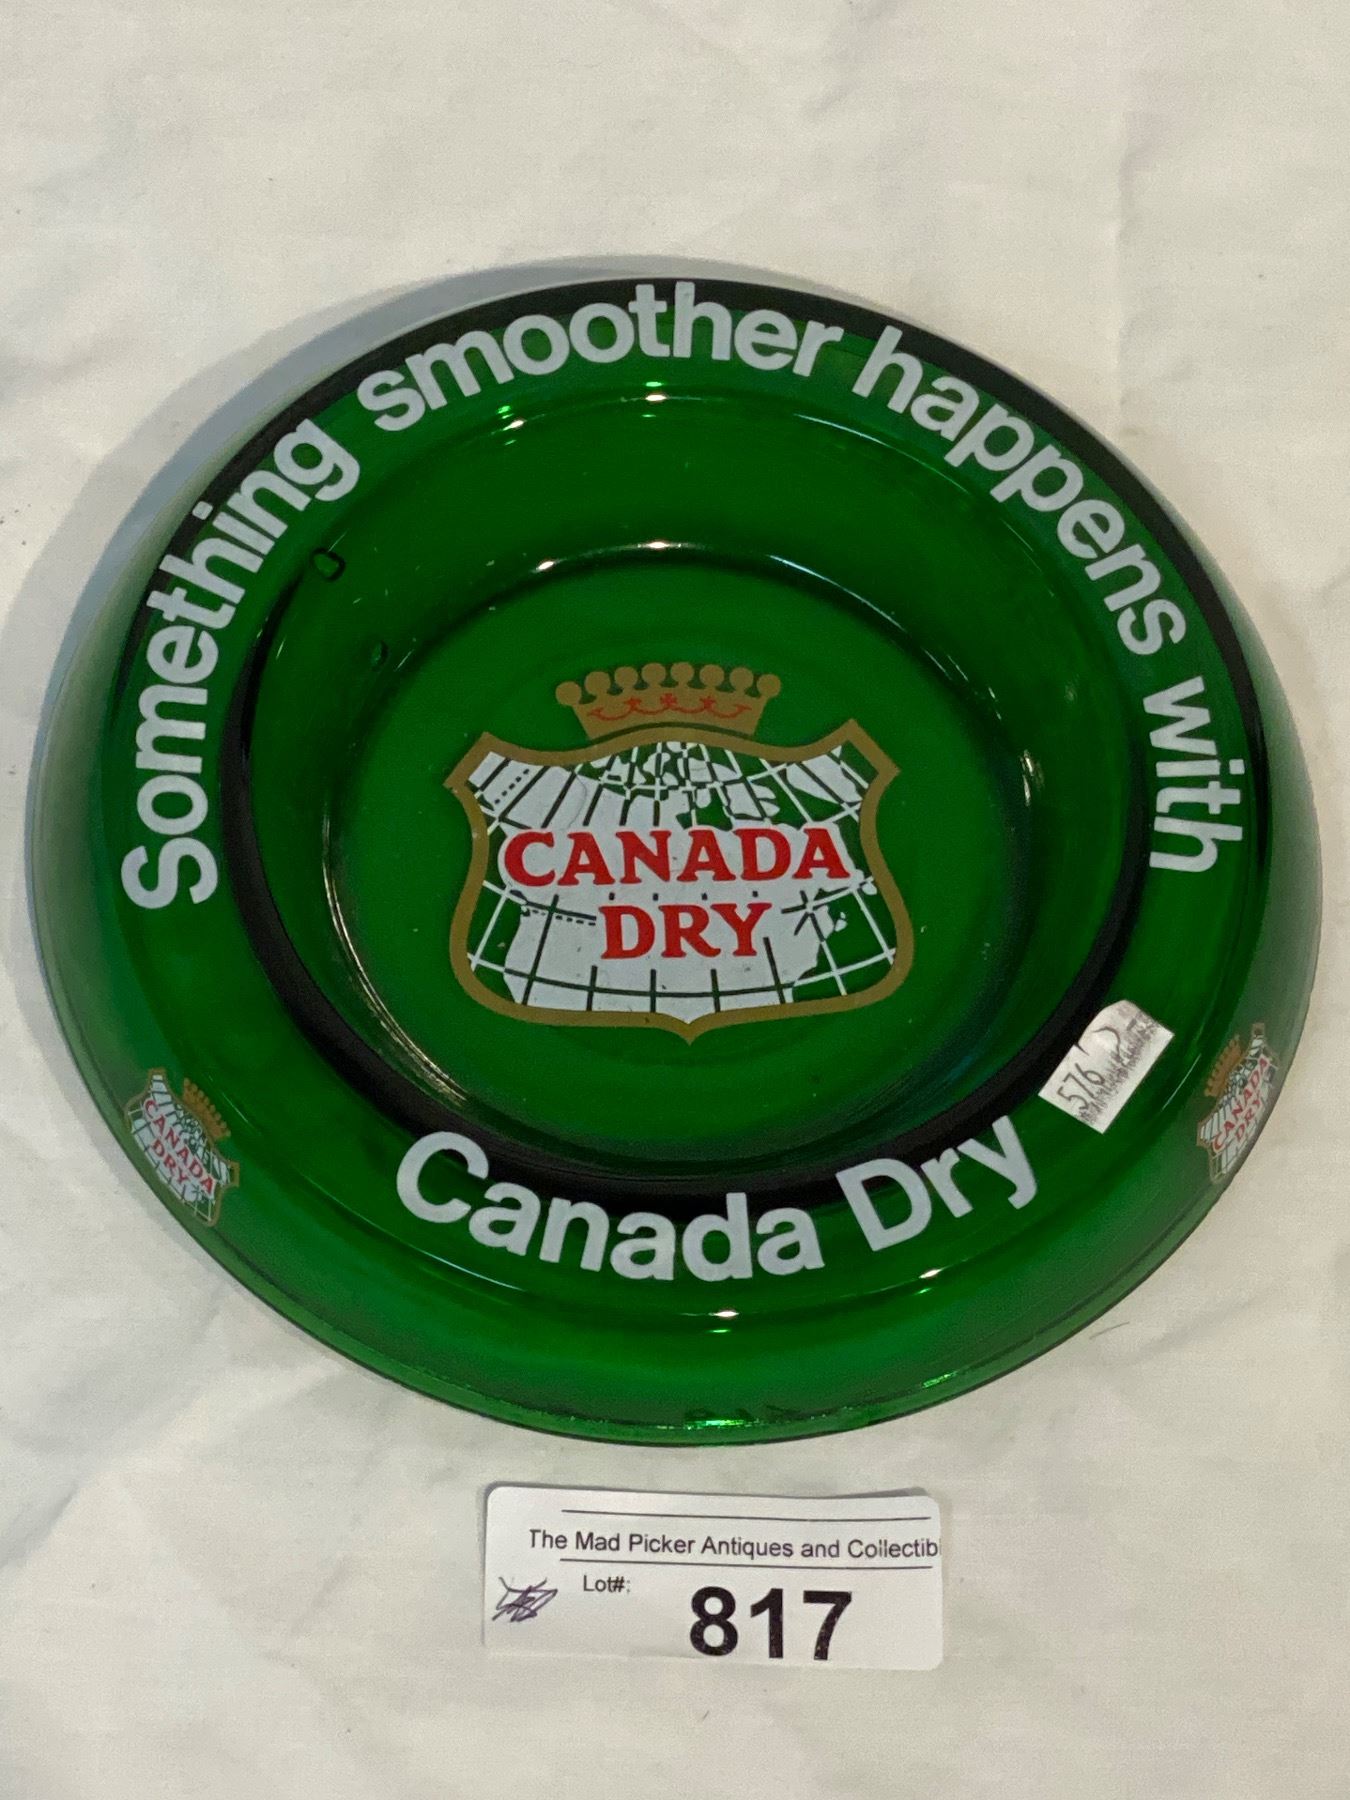 Something smoother happens with
Canada Dry
CANADA
DRY
CANADA
DRY
CANADA
DRY
576
The Mad Picker Antiques and Collectibl
Lot#:
817